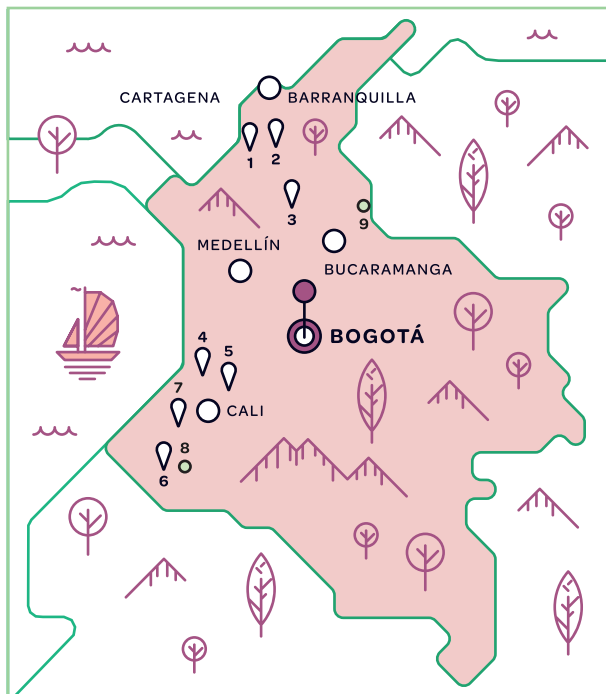 CARTAGENA
BARRANQUILLA
1
2
3
9
MEDELLÍN
BUCARAMANGA
BOGOTÁ
4
5
7
CALI
8
6